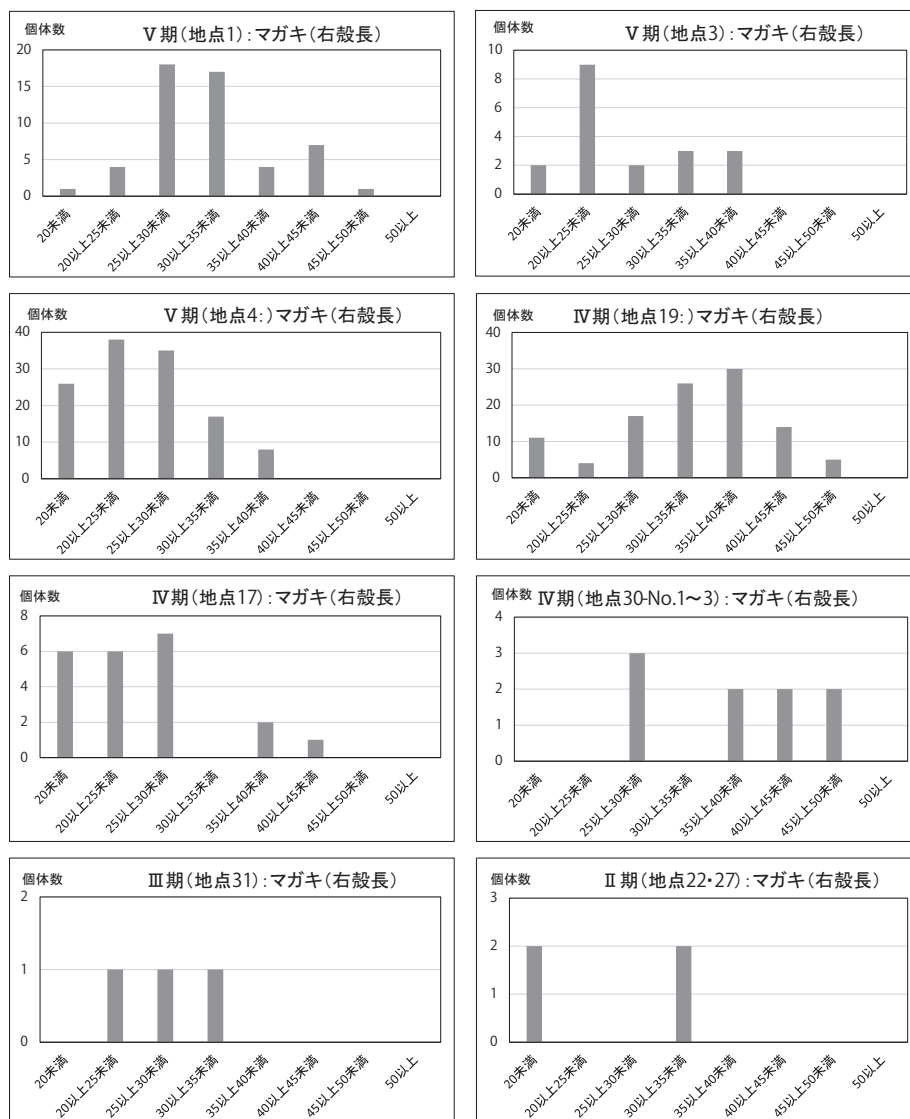 個体数
Ⅴ期(地点1):マガキ(右殻長)
20
15
10
5
0
20未満
20以上25未満
25以上30未満
30以上35未満
35以上40未満
40以上45未満
45以上50未満
50以上
個体数
Ⅴ期(地点3):マガキ(右殻長)
10
8
6
4
2
0
20未満
20以上25未満
25以上30未満
30以上35未満
35以上40未満
40以上45未満
45以上50未満
50以上
個体数
Ⅴ期(地点4:)マガキ(右殻長)
40
30
20
10
0
20未満
20以上25未満
25以上30未満
30以上35未満
35以上40未満
40以上45未満
45以上50未満
50以上
個体数
Ⅳ期(地点19:)マガキ(右殻長)
40
30
20
10
0
20未満
20以上25未満
25以上30未満
30以上35未満
35以上40未満
40以上45未満
45以上50未満
50以上
個体数
Ⅳ期(地点17):マガキ(右殻長)
8
6
4
2
0
20未満
20以上25未満
25以上30未満
30以上35未満
35以上40未満
40以上45未満
45以上50未満
50以上
個体数
Ⅳ期(地点30-No.1〜3):マガキ(右殻長)
4
3
2
1
0
20未満
20以上25未満
25以上30未満
30以上35未満
35以上40未満
40以上45未満
45以上50未満
50以上
個体数
Ⅲ期(地点31):マガキ(右殻長)
2
1
0
20未満
20以上25未満
25以上30未満
30以上35未満
35以上40未満
40以上45未満
45以上50未満
50以上
個体数
Ⅱ期(地点22・27):マガキ(右殻長)
3
2
1
0
20未満
20以上25未満
25以上30未満
30以上35未満
35以上40未満
40以上45未満
45以上50未満
50以上